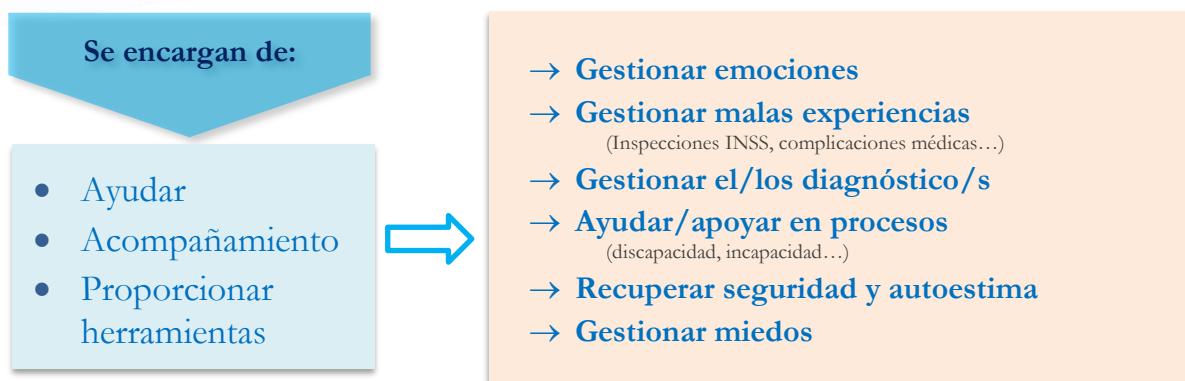 Se encargan de:
• Ayudar
• Acompañamiento
• Proporcionar
herramientas
→ Gestionar emociones
→ Gestionar malas experiencias
(Inspecciones INSS, complicaciones médicas…)
→ Gestionar el/los diagnóstico/s
→ Ayudar/apoyar en procesos
(discapacidad, incapacidad…)
→ Recuperar seguridad y autoestima
→ Gestionar miedos